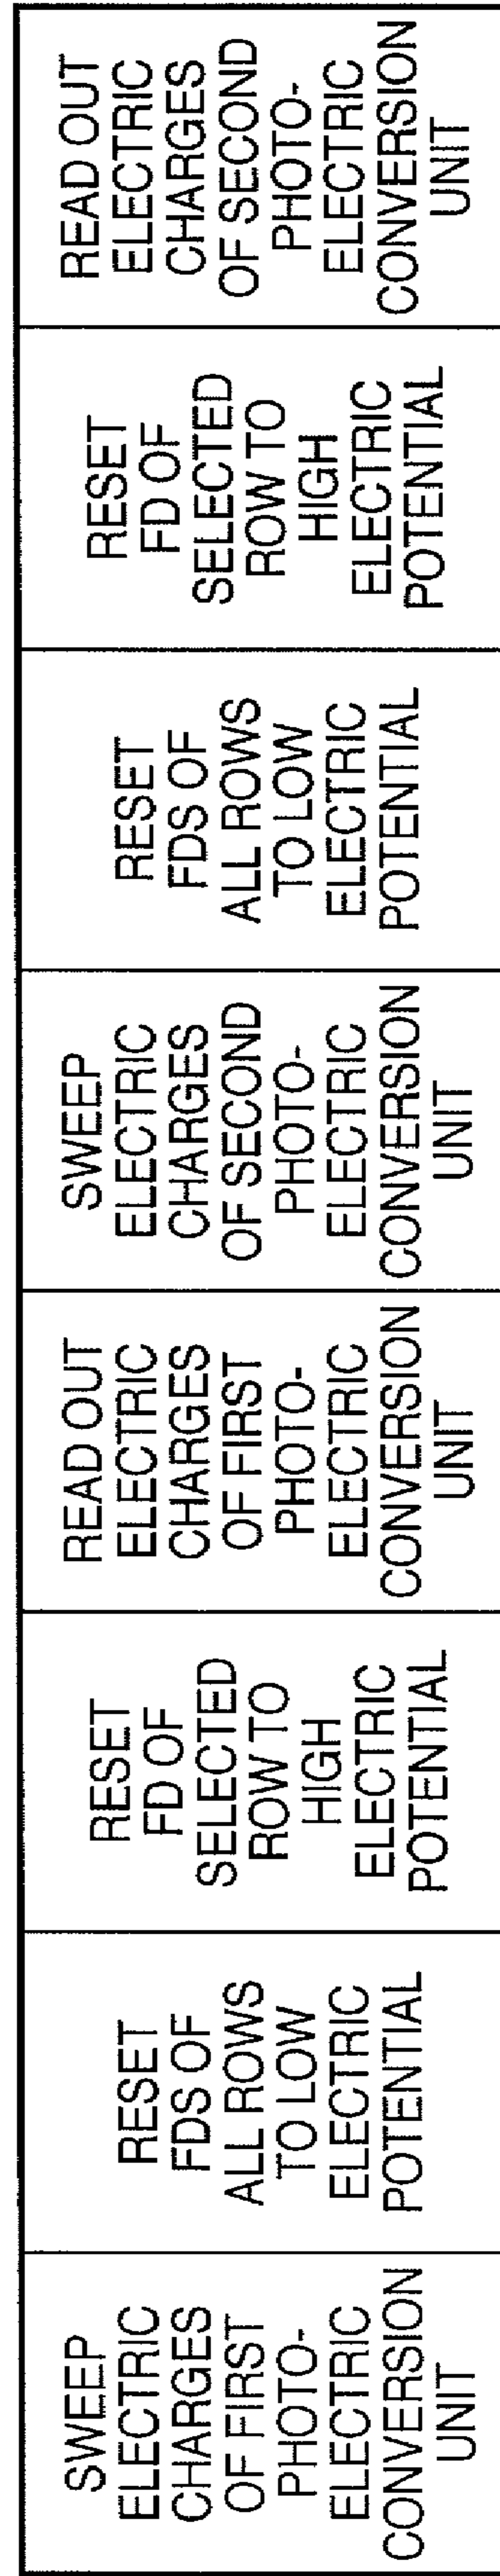 SWEEP
ELECTRIC
CHARGES
OF FIRST
PHOTO-
ELECTRIC
CONVERSION
UNIT
RESET
FDS OF
ALL ROWS
TO LOW
ELECTRIC
POTENTIAL
RESET
FD OF
SELECTED
ROW TO
HIGH
ELECTRIC
POTENTIAL
READ OUT
ELECTRIC
CHARGES
OF FIRST
PHOTO-
ELECTRIC
CONVERSION
UNIT
SWEEP
ELECTRIC
CHARGES
OF SECOND
PHOTO-
ELECTRIC
CONVERSION
UNIT
RESET
FDS OF
ALL ROWS
TO LOW
ELECTRIC
POTENTIAL
RESET
FD OF
SELECTED
ROW TO
HIGH
ELECTRIC
POTENTIAL
READ OUT
ELECTRIC
CHARGES
OF SECOND
PHOTO-
ELECTRIC
CONVERSION
UNIT